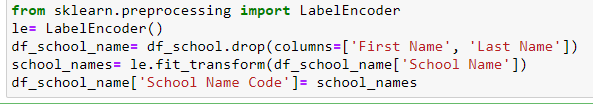 from sklearn.preprocessing import LabelEncoder
le= LabelEncoder()
df_school_name= df_school.drop(columns=['First Name', 'Last Name'])
school_names= le.fit_transform(df_school_name['School Name'])
df_school_name['School Name Code']= school_names